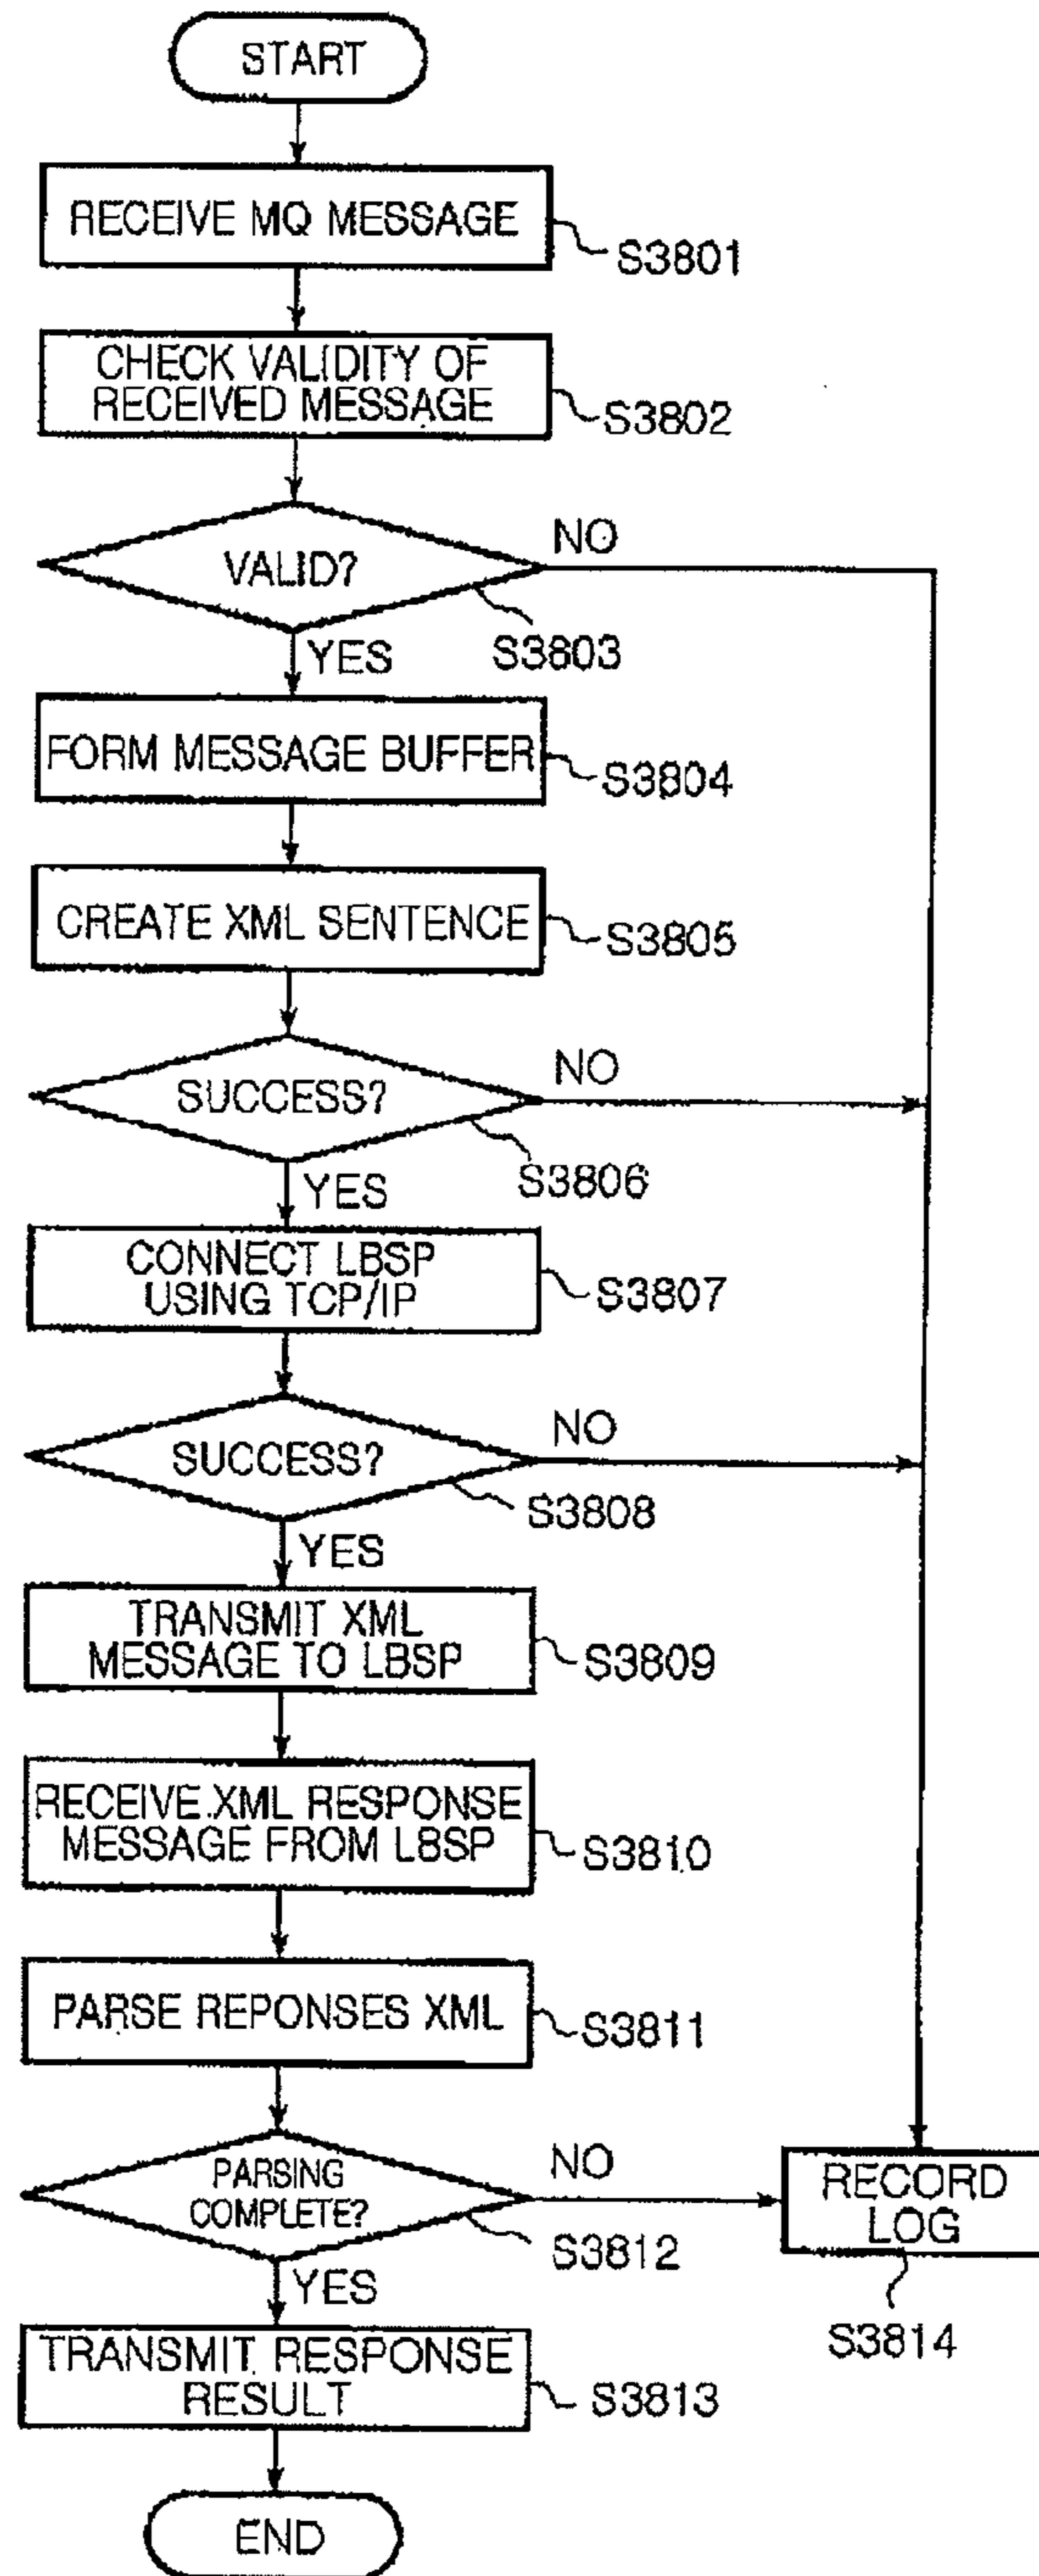 START
RECEIVE MQ MESSAGE
S3801
CHECK VALIDITY OF
RECEIVED MESSAGE
S3802
VALID?
NO
S3803
YES
FORM MESSAGE BUFFER
S3804
CREATE XML SENTENCE
S3805
SUCCESS?
NO
S3806
YES
CONNECT LBSP
USING TCP/IP
S3807
SUCCESS?
NO
S3808
YES
TRANSMIT XML
MESSAGE TO LBSP
S3809
RECEIVE XML RESPONSE
MESSAGE FROM LBSP
S3810
PARSE REPONSES XML
S3811
PARSING
COMPLETE?
NO
S3812
RECORD
LOG
S3814
YES
TRANSMIT RESPONSE
RESULT
S3813
END